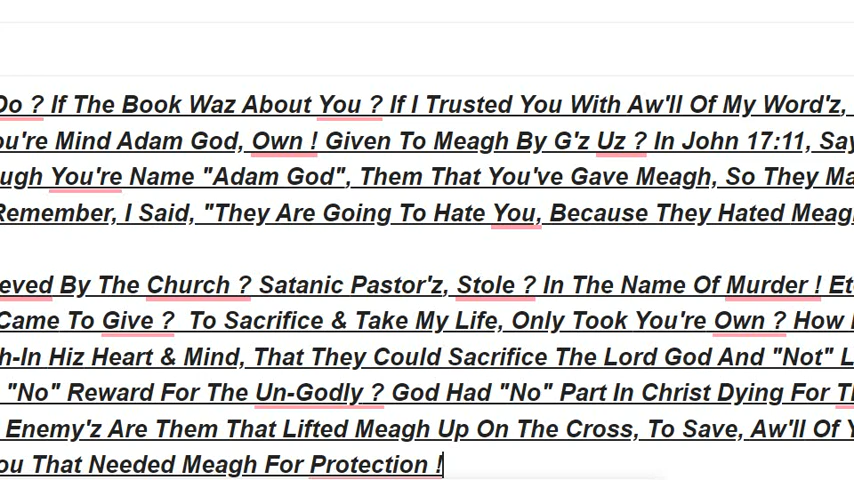 Do ? If The Book Waz About You ? If I Trusted You With Aw'll Of My Word'z,
ou're Mind Adam God, Own ! Given To Meagh By G'z Uz ? In John 17:11, Say
ugh You're Name "Adam God", Them That You've Gave Meagh, So They Ma
Remember, I Said, "They Are Going To Hate You, Because They Hated Meag
eved By The Church ? Satanic Pastor'z, Stole ? In The Name Of Murder ! Et
Came To Give ? To Sacrifice & Take My Life, Only Took You're Own ? How
h-In Hiz Heart & Mind, That They Could Sacrifice The Lord God And "Not" L
"No" Reward For The Un-Godly ? God Had "No" Part In Christ Dying For T
Enemy'z Are Them That Lifted Meagh Up On The Cross, To Save, Aw'll Of Y
ou That Needed Meagh For Protection !